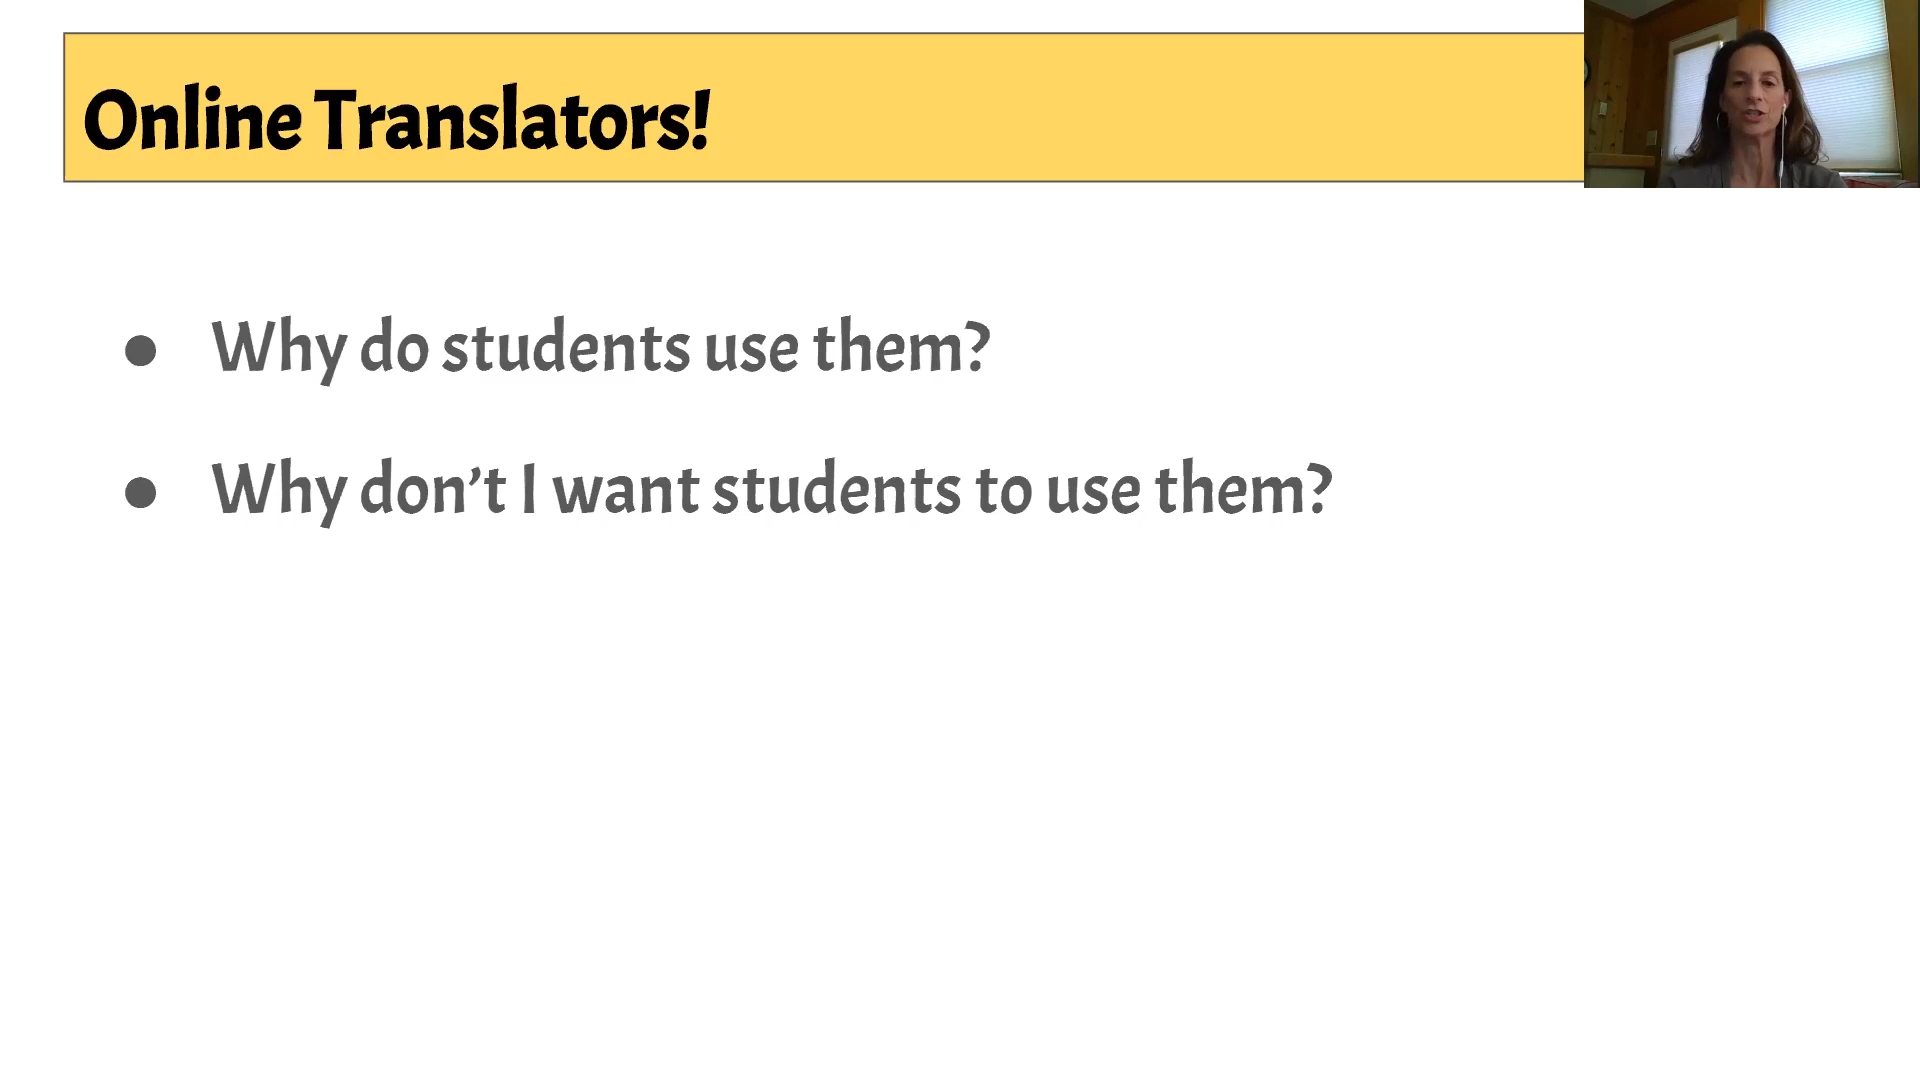 Online Translators!
● Why do students use them?
● Why don’t I want students to use them?